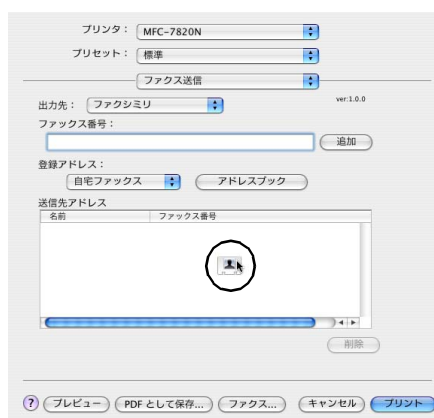 プリンタ： MFC-7820N
プリセット： 標準
ファクス送信
出力先： ファクシミリ ver:1.0.0
ファックス番号：
追加
登録アドレス：
自宅ファックス アドレスブック
送信先アドレス
名前 ファックス番号
削除
? プレビュー PDF として保存... ファクス... キャンセル プリント